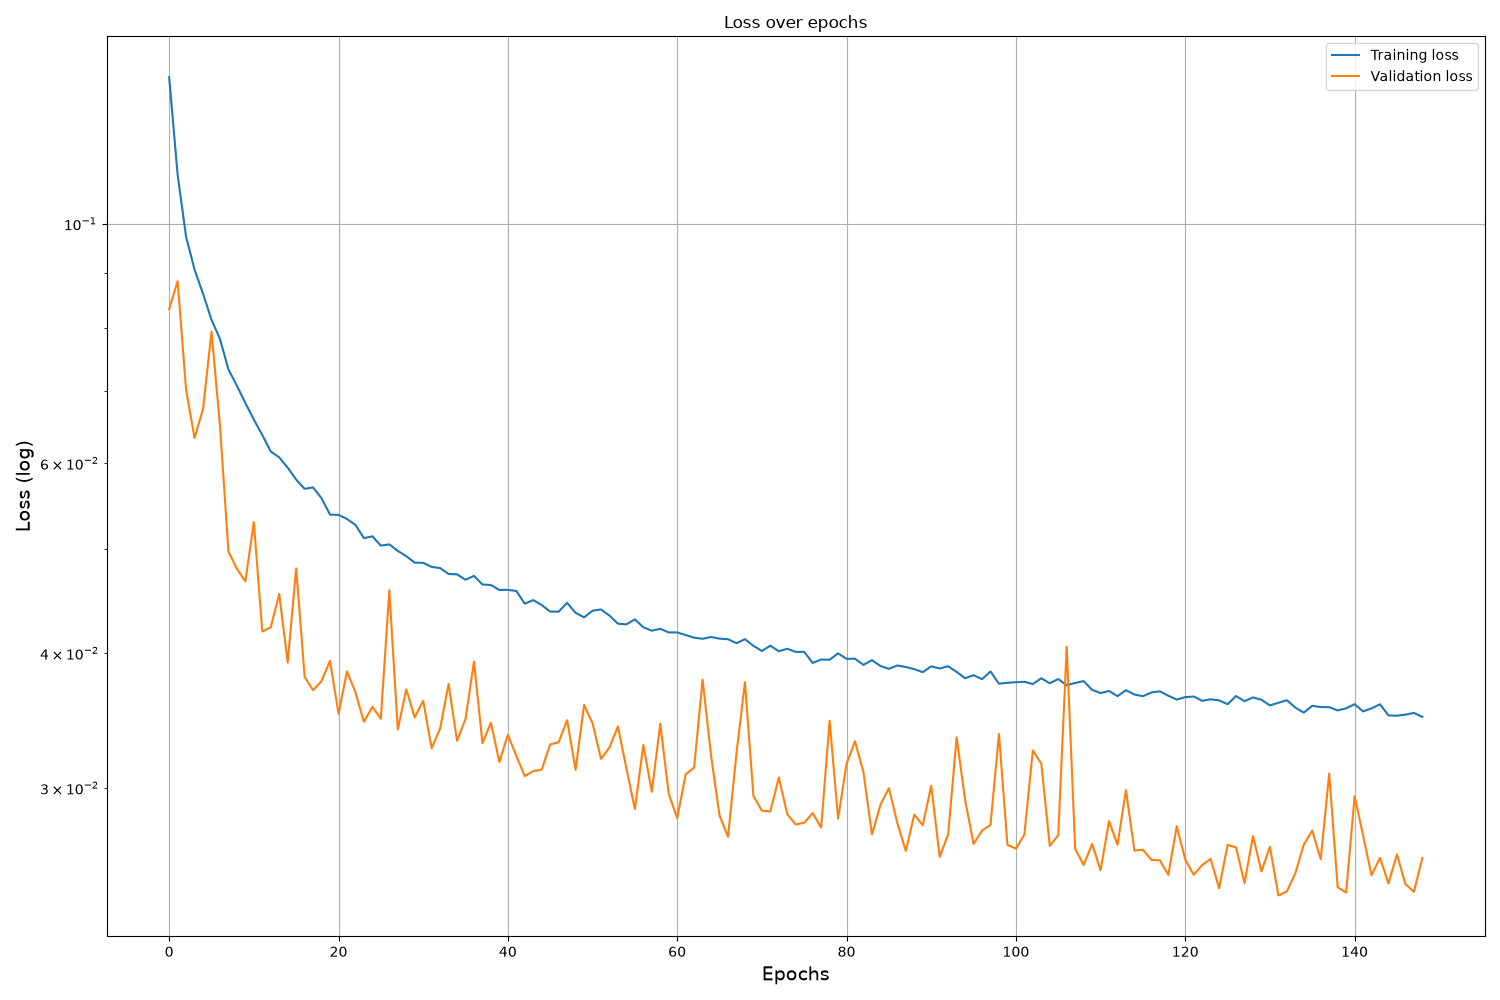 Loss over epochs
Training loss
Validation loss
10⁻¹
6 × 10⁻²
4 × 10⁻²
3 × 10⁻²
Loss (log)
0 20 40 60 80 100 120 140
Epochs